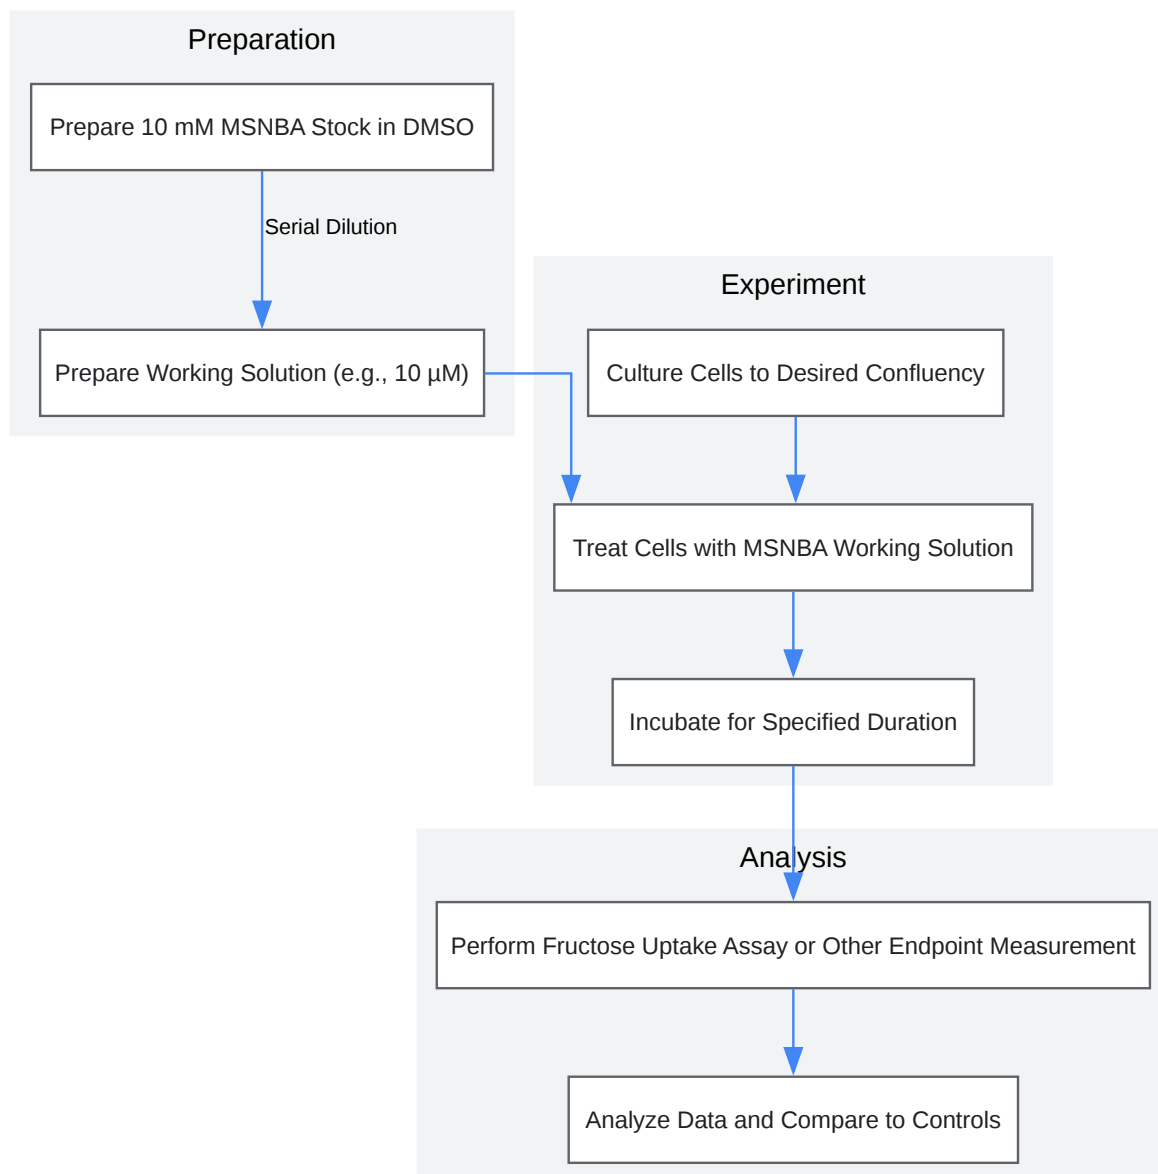 Preparation
Prepare 10 mM MSNBA Stock in DMSO
Serial Dilution
Prepare Working Solution (e.g., 10 µM)
Experiment
Culture Cells to Desired Confluency
Treat Cells with MSNBA Working Solution
Incubate for Specified Duration
Analysis
Perform Fructose Uptake Assay or Other Endpoint Measurement
Analyze Data and Compare to Controls